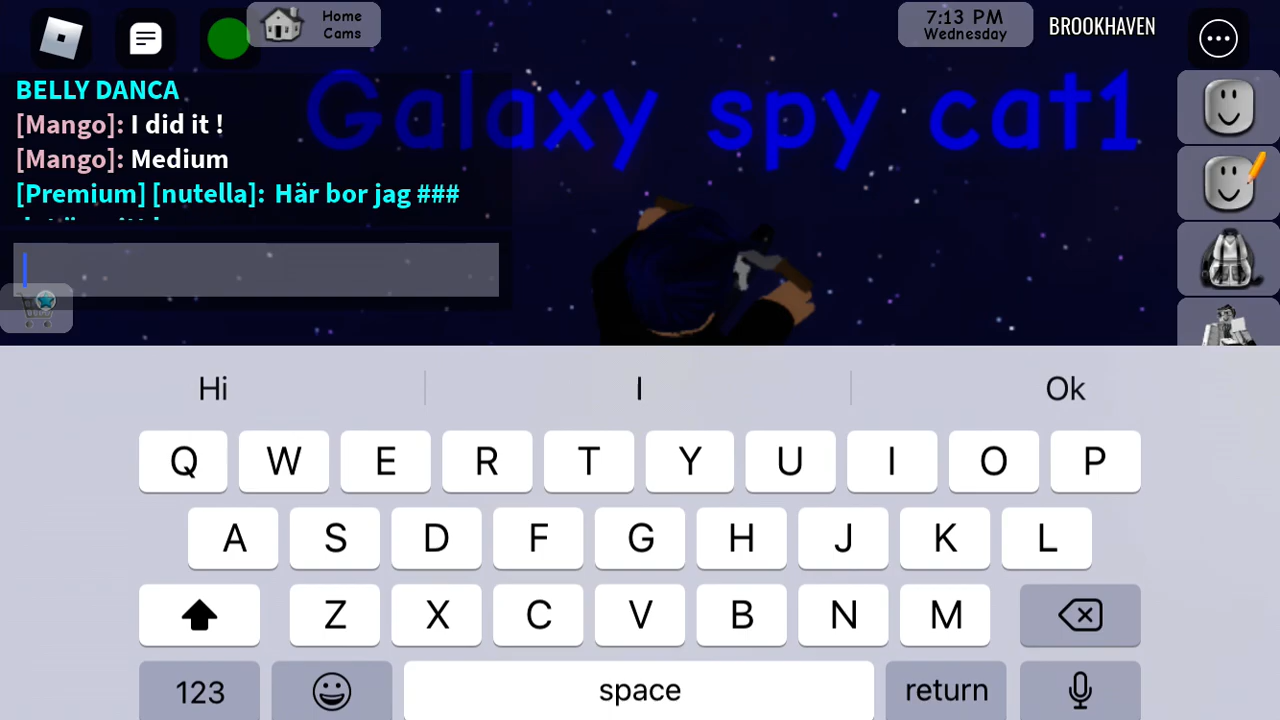 Home
Cams
7:13 PM
Wednesday
BROOKHAVEN
Galaxy spy cat1
BELLY DANCA
[Mango]: I did it !
[Mango]: Medium
[Premium] [nutella]: Här bor jag ###
Hi I Ok
Q W E R T Y U I O P
A S D F G H J K L
Z X C V B N M
123 space return